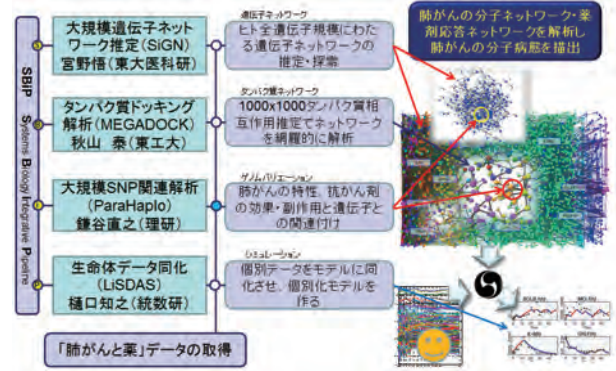 SBIP Systems Biology Integrative Pipeline
S
B
I
P
大規模遺伝子ネット
ワーク推定(SiGN)
宮野悟(東大医科研)
タンパク質ドッキング
解析(MEGADOCK)
秋山 泰(東工大)
大規模SNP関連解析
(ParaHaplo)
鎌谷直之(理研)
生命体データ同化
(LiSDAS)
樋口知之(統数研)
「肺がんと薬」データの取得
遺伝子ネットワーク
ヒト全遺伝子規模にわた
る遺伝子ネットワークの
推定・探索
タンパク質ネットワーク
1000x1000タンパク質相
互作用推定でネットワーク
を網羅的に解析
ゲノムバリエーション
肺がんの特性、抗がん剤
の効果・副作用と遺伝子と
の関連付け
シミュレーション
個別データをモデルに同
化させ、個別化モデルを
作る
肺がんの分子ネットワーク・薬
剤応答ネットワークを解析し
肺がんの分子病態を描出